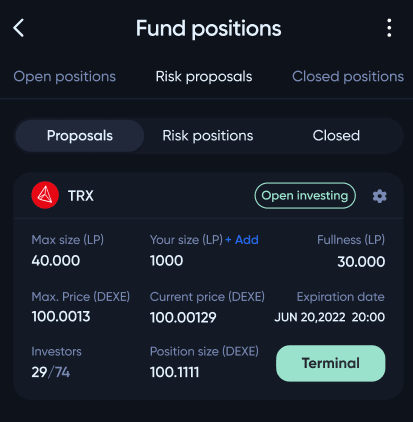 Fund positions
Open positions Risk proposals Closed positions
Proposals Risk positions Closed
TRX Open investing
Max size (LP) Your size (LP) + Add Fullness (LP)
40.000 1000 30.000
Max. Price (DEXE) Current price (DEXE) Expiration date
100.0013 100.00129 JUN 20,2022 20:00
Investors Position size (DEXE)
29/74 100.1111 Terminal